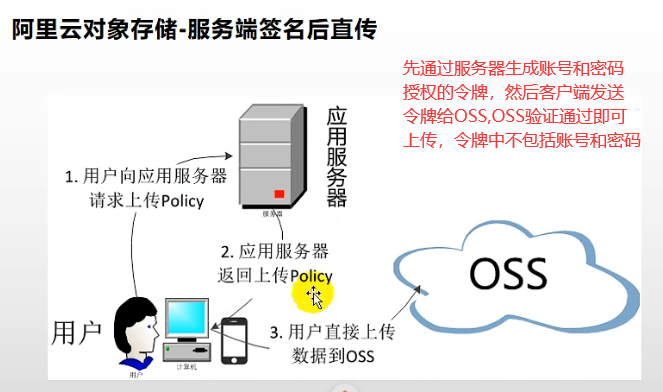 阿里云对象存储-服务端签名后直传
先通过服务器生成账号和密码
授权的令牌，然后客户端发送
令牌给OSS,OSS验证通过即可
上传，令牌中不包括账号和密码
应用服务器
1. 用户向应用服务器
请求上传Policy
服务器
2. 应用服务器
返回上传Policy
OSS
用户
3. 用户直接上传
数据到OSS
计算机
用户